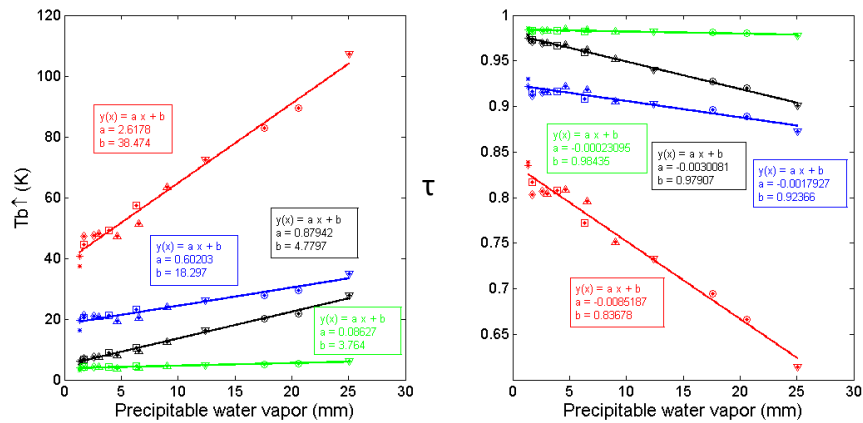 120
100
80
60
40
20
0
Tb↑ (K)
y(x) = a x + b
a = 2.6178
b = 38.474
y(x) = a x + b
a = 0.87942
b = 4.7797
y(x) = a x + b
a = 0.60203
b = 18.297
y(x) = a x + b
a = 0.08627
b = 3.764
0 5 10 15 20 25 30
Precipitable water vapor (mm)
1
0.95
0.9
0.85
0.8
0.75
0.7
0.65
τ
y(x) = a x + b
a = -0.00023095
b = 0.98435
y(x) = a x + b
a = -0.0030081
b = 0.97907
y(x) = a x + b
a = -0.0017927
b = 0.92366
y(x) = a x + b
a = -0.0085187
b = 0.83678
0 5 10 15 20 25 30
Precipitable water vapor (mm)